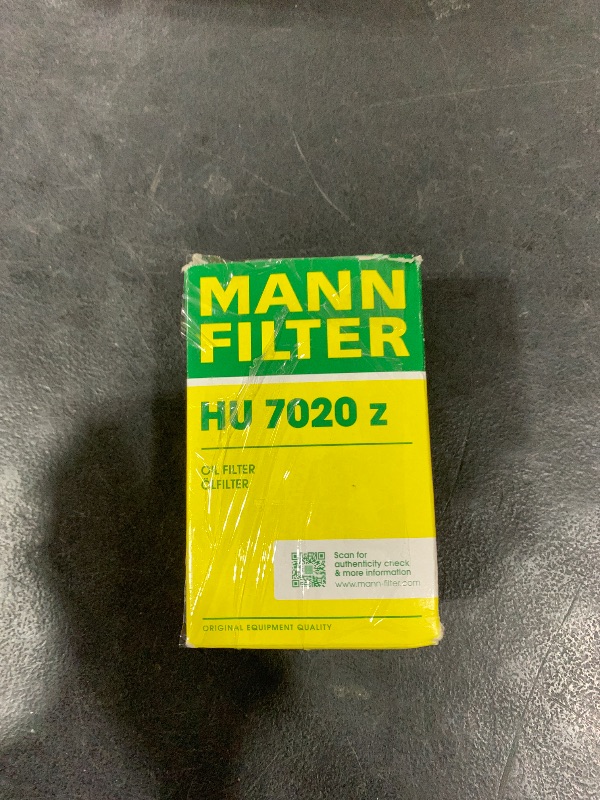 MANN
FILTER
HU 7020 z
OIL FILTER
ÖLFILTER
Scan for
authenticity check
& more information
www.mann-filter.com
ORIGINAL EQUIPMENT QUALITY